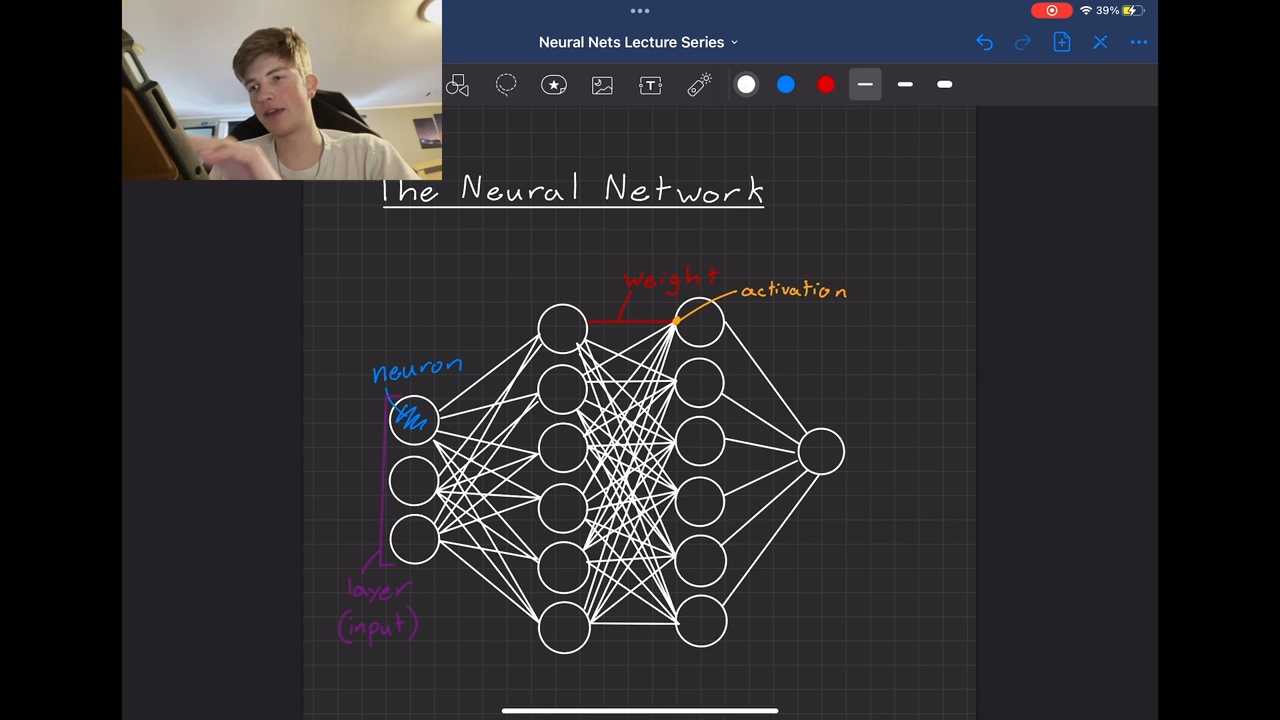 39%
Neural Nets Lecture Series
T
The Neural Network
weight
activation
neuron
layer
(input)